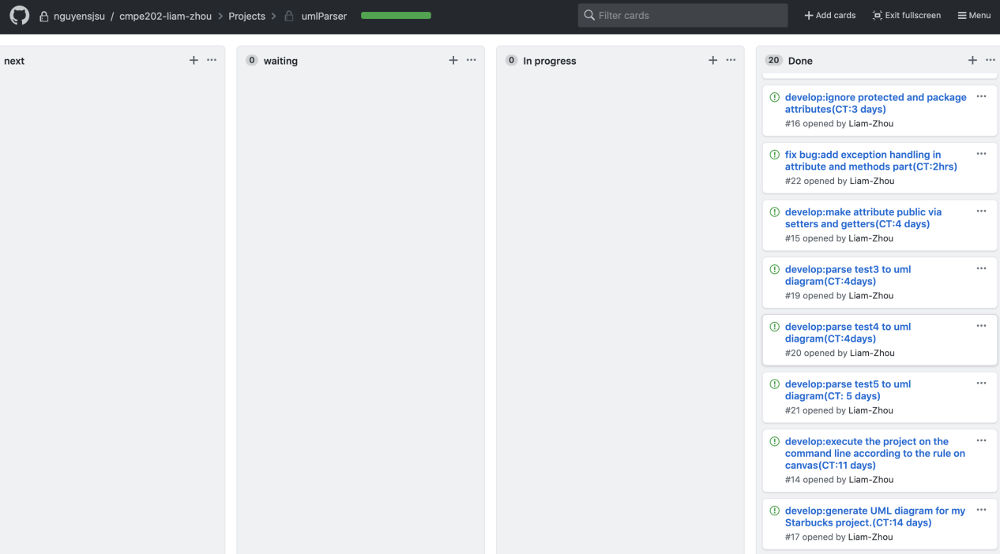 nguyensjsu / cmpe202-liam-zhou > Projects > umlParser
Filter cards
+ Add cards
Exit fullscreen
Menu
next
0 waiting
0 In progress
20 Done
develop:ignore protected and package
attributes(CT:3 days)
#16 opened by Liam-Zhou
fix bug:add exception handling in
attribute and methods part(CT:2hrs)
#22 opened by Liam-Zhou
develop:make attribute public via
setters and getters(CT:4 days)
#15 opened by Liam-Zhou
develop:parse test3 to uml
diagram(CT:4days)
#19 opened by Liam-Zhou
develop:parse test4 to uml
diagram(CT:4days)
#20 opened by Liam-Zhou
develop:parse test5 to uml
diagram(CT: 5 days)
#21 opened by Liam-Zhou
develop:execute the project on the
command line according to the rule on
canvas(CT:11 days)
#14 opened by Liam-Zhou
develop:generate UML diagram for my
Starbucks project.(CT:14 days)
#17 opened by Liam-Zhou